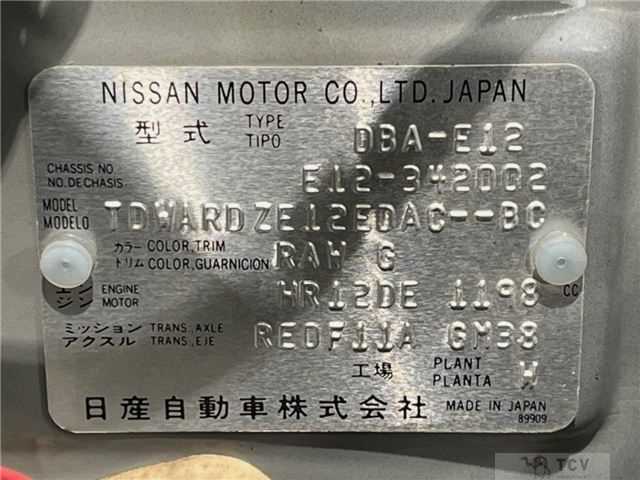 NISSAN MOTOR CO.,LTD. JAPAN
型式 TYPE TIPO DBA-E12
CHASSIS NO. NO.DE CHASIS E12-342002
MODEL MODELO TDWARDZE12EDAC--BC
カラー COLOR, TRIM トリム COLOR, GUARNICION RAW G
エンジン ENGINE MOTOR HR12DE 1198 CC
ミッション TRANS., AXLE アクスル TRANS., EJE REOF11A GM38
工場 PLANT PLANTA W
日産自動車株式会社 MADE IN JAPAN
89909
TCV